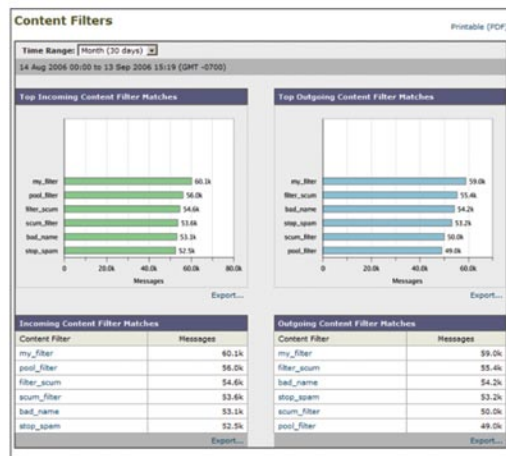 Content Filters
Printable (PDF)
Time Range: Month (30 days)
14 Aug 2006 00:00 to 13 Sep 2006 15:19 (GMT -0700)
Top Incoming Content Filter Matches
my_filter 60.1k
pool_filter 56.0k
filter_scum 54.6k
scum_filter 53.6k
bad_name 53.1k
stop_spam 52.5k
0 20.0k 40.0k 60.0k 80.0k
Messages
Export...
Top Outgoing Content Filter Matches
my_filter 59.0k
filter_scum 55.4k
bad_name 54.2k
stop_spam 53.2k
scum_filter 50.0k
pool_filter 49.0k
0 20.0k 40.0k 60.0k
Messages
Export...
Incoming Content Filter Matches
Content Filter Messages
my_filter 60.1k
pool_filter 56.0k
filter_scum 54.6k
scum_filter 53.6k
bad_name 53.1k
stop_spam 52.5k
Export...
Outgoing Content Filter Matches
Content Filter Messages
my_filter 59.0k
filter_scum 55.4k
bad_name 54.2k
stop_spam 53.2k
scum_filter 50.0k
pool_filter 49.0k
Export...